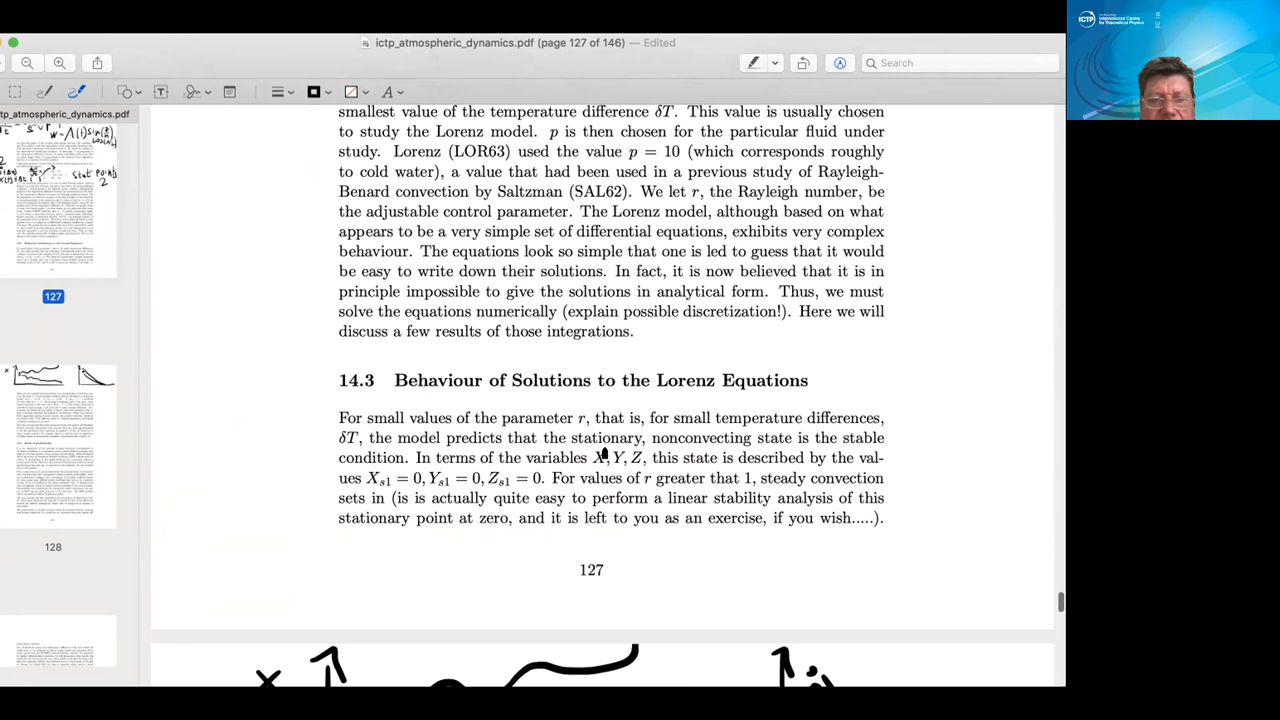 ICTP
International Centre
for Theoretical Physics
ictp_atmospheric_dynamics.pdf (page 127 of 146) — Edited
Search
tp_atmospheric_dynamics.pdf
127
128
smallest value of the temperature difference δT. This value is usually chosen
to study the Lorenz model. p is then chosen for the particular fluid under
study. Lorenz (1963) used the value p = 10 (which corresponds roughly
to cold water), a value that had been used in a previous study of Rayleigh-
Benard convection by Saltzman (SAL62). We let r, the Rayleigh number, be
the adjustable control parameter. The Lorenz model, although based on what
appears to be a very simple set of differential equations, exhibits very complex
behaviour. The equations look so simple that one is led to guess that it would
be easy to write down their solutions. In fact, it is now believed that it is in
principle impossible to give the solutions in analytical form. Thus, we must
solve the equations numerically (explain possible discretization!). Here we will
discuss a few results of those integrations.
14.3 Behaviour of Solutions to the Lorenz Equations
For small values of the parameter r, that is, for small temperature differences
δT, the model predicts that the stationary, nonconvecting state is the stable
condition. In terms of the variables X, Y, Z, this state is described by the val-
ues Xs1 = 0, Ys1 = 0, Zs1 = 0. For values of r greater that 1 steady convection
sets in (is is actually quite easy to perform a linear stability analysis of this
stationary point at zero, and it is left to you as an exercise, if you wish.....).
127
x